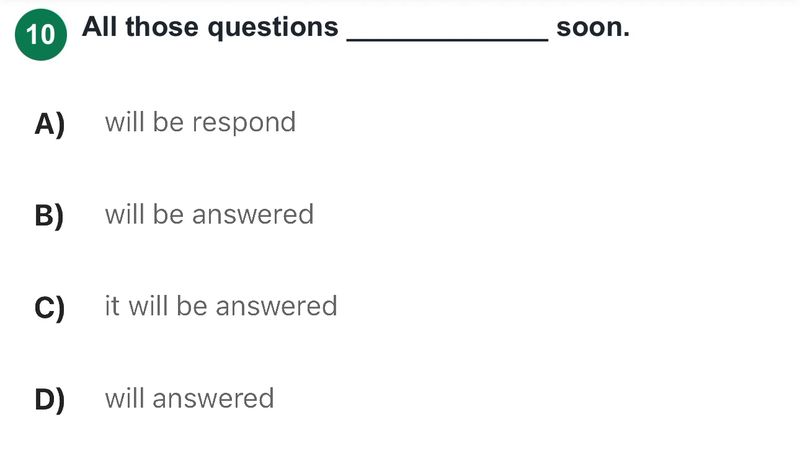 10 All those questions _____________ soon.
A) will be respond
B) will be answered
C) it will be answered
D) will answered